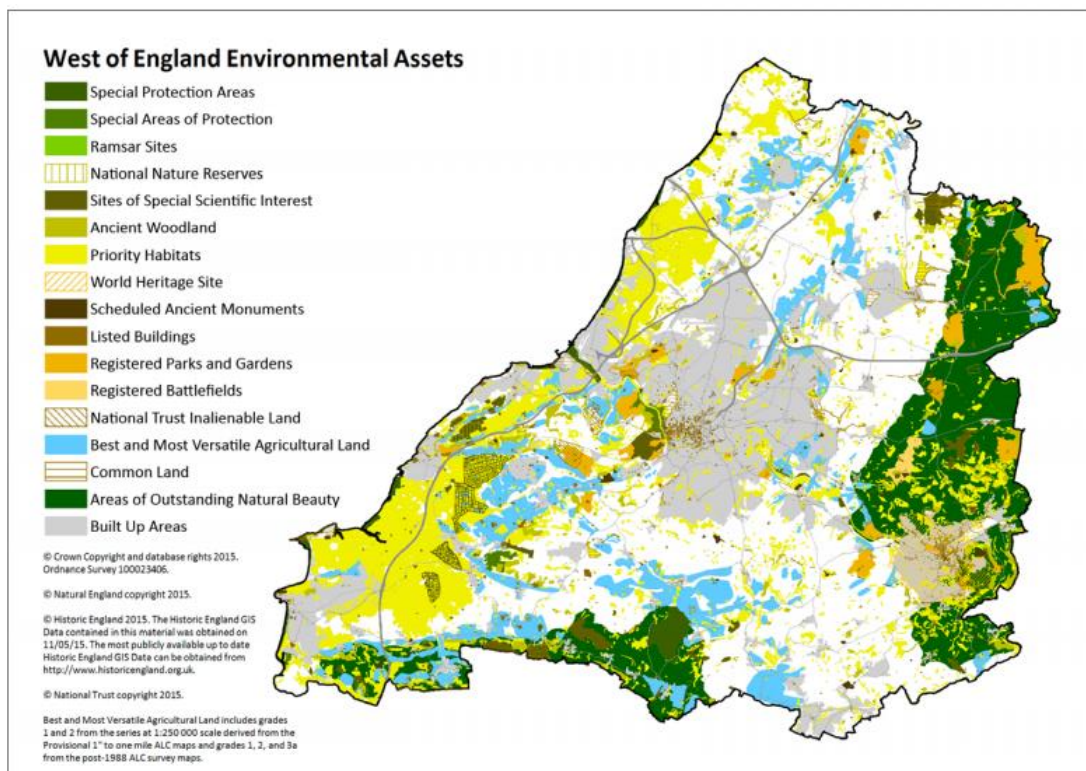 West of England Environmental Assets
Special Protection Areas
Special Areas of Protection
Ramsar Sites
National Nature Reserves
Sites of Special Scientific Interest
Ancient Woodland
Priority Habitats
World Heritage Site
Scheduled Ancient Monuments
Listed Buildings
Registered Parks and Gardens
Registered Battlefields
National Trust Inalienable Land
Best and Most Versatile Agricultural Land
Common Land
Areas of Outstanding Natural Beauty
Built Up Areas
© Crown Copyright and database rights 2015.
Ordnance Survey 100023406.
© Natural England copyright 2015.
© Historic England 2015. The Historic England GIS
Data contained in this material was obtained on
11/05/15. The most publicly available up to date
Historic England GIS Data can be obtained from
http://www.historicengland.org.uk.
© National Trust copyright 2015.
Best and Most Versatile Agricultural Land includes grades
1 and 2 from the series at 1:250 000 scale derived from the
Provisional 1" to one mile ALC maps and grades 1, 2, and 3a
from the post-1988 ALC survey maps.